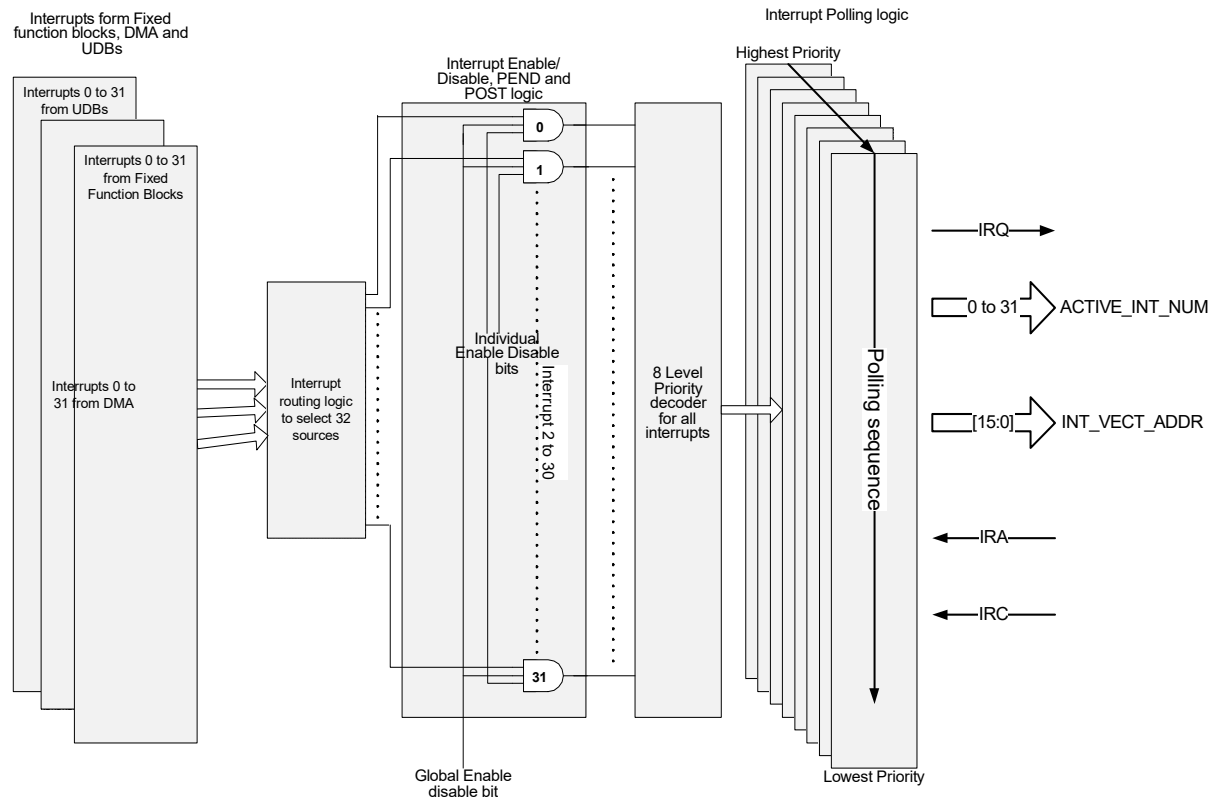 Interrupts form Fixed
function blocks, DMA and
UDBs
Interrupts 0 to 31
from UDBs
Interrupts 0 to 31
from Fixed
Function Blocks
Interrupts 0 to
31 from DMA
Interrupt
routing logic
to select 32
sources
Interrupt Enable/
Disable, PEND and
POST logic
0
1
Individual
Enable Disable
bits
Interrupt 2 to 30
31
Global Enable
disable bit
8 Level
Priority
decoder
for all
interrupts
Interrupt Polling logic
Highest Priority
Polling sequence
Lowest Priority
IRQ
0 to 31
ACTIVE_INT_NUM
[15:0]
INT_VECT_ADDR
IRA
IRC